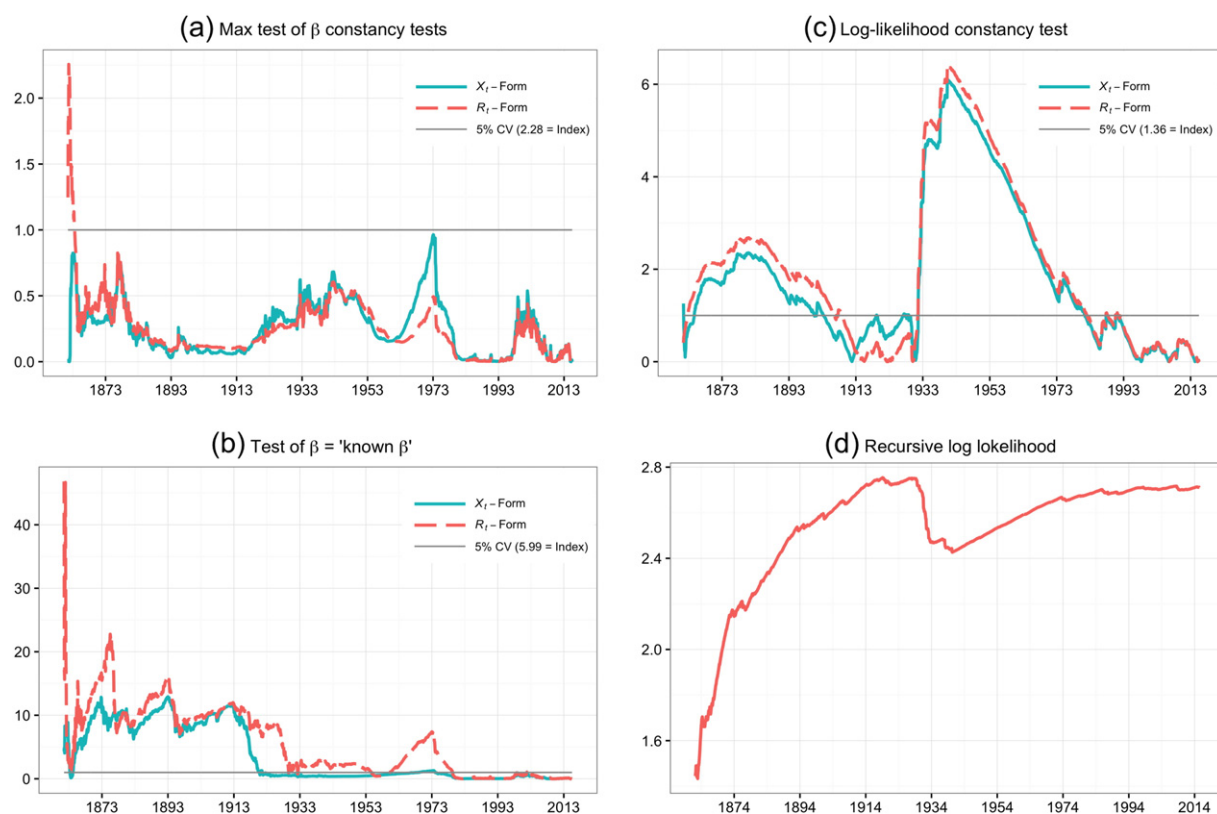 (a) Max test of β constancy tests
2.0
1.5
1.0
0.5
0.0
X_t – Form
R_t – Form
5% CV (2.28 = Index)
1873 1893 1913 1933 1953 1973 1993 2013
(c) Log-likelihood constancy test
6
4
2
0
X_t – Form
R_t – Form
5% CV (1.36 = Index)
1873 1893 1914 1933 1953 1973 1993 2013
(b) Test of β = 'known β'
40
30
20
10
0
X_t – Form
R_t – Form
5% CV (5.99 = Index)
1873 1893 1913 1933 1953 1973 1993 2013
(d) Recursive log lokelihood
2.8
2.4
2.0
1.6
1874 1894 1914 1934 1954 1974 1994 2014